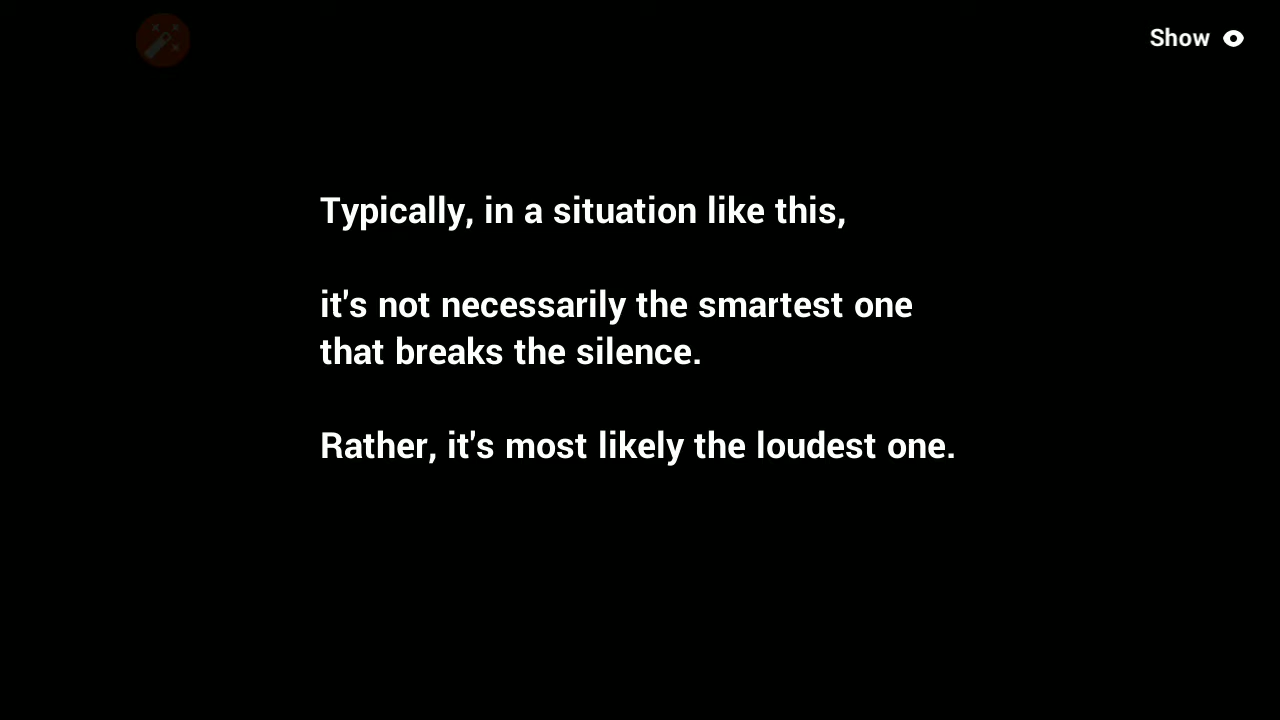 Show
Typically, in a situation like this,
it's not necessarily the smartest one
that breaks the silence.
Rather, it's most likely the loudest one.